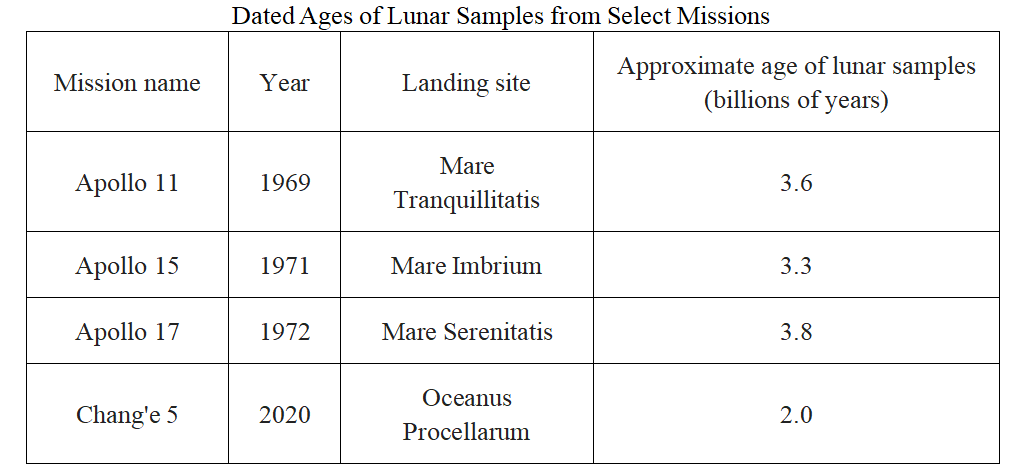 Dated Ages of Lunar Samples from Select Missions
Mission name
Year
Landing site
Approximate age of lunar samples
(billions of years)
Apollo 11
1969
Mare
Tranquillitatis
3.6
Apollo 15
1971
Mare Imbrium
3.3
Apollo 17
1972
Mare Serenitatis
3.8
Chang'e 5
2020
Oceanus
Procellarum
2.0